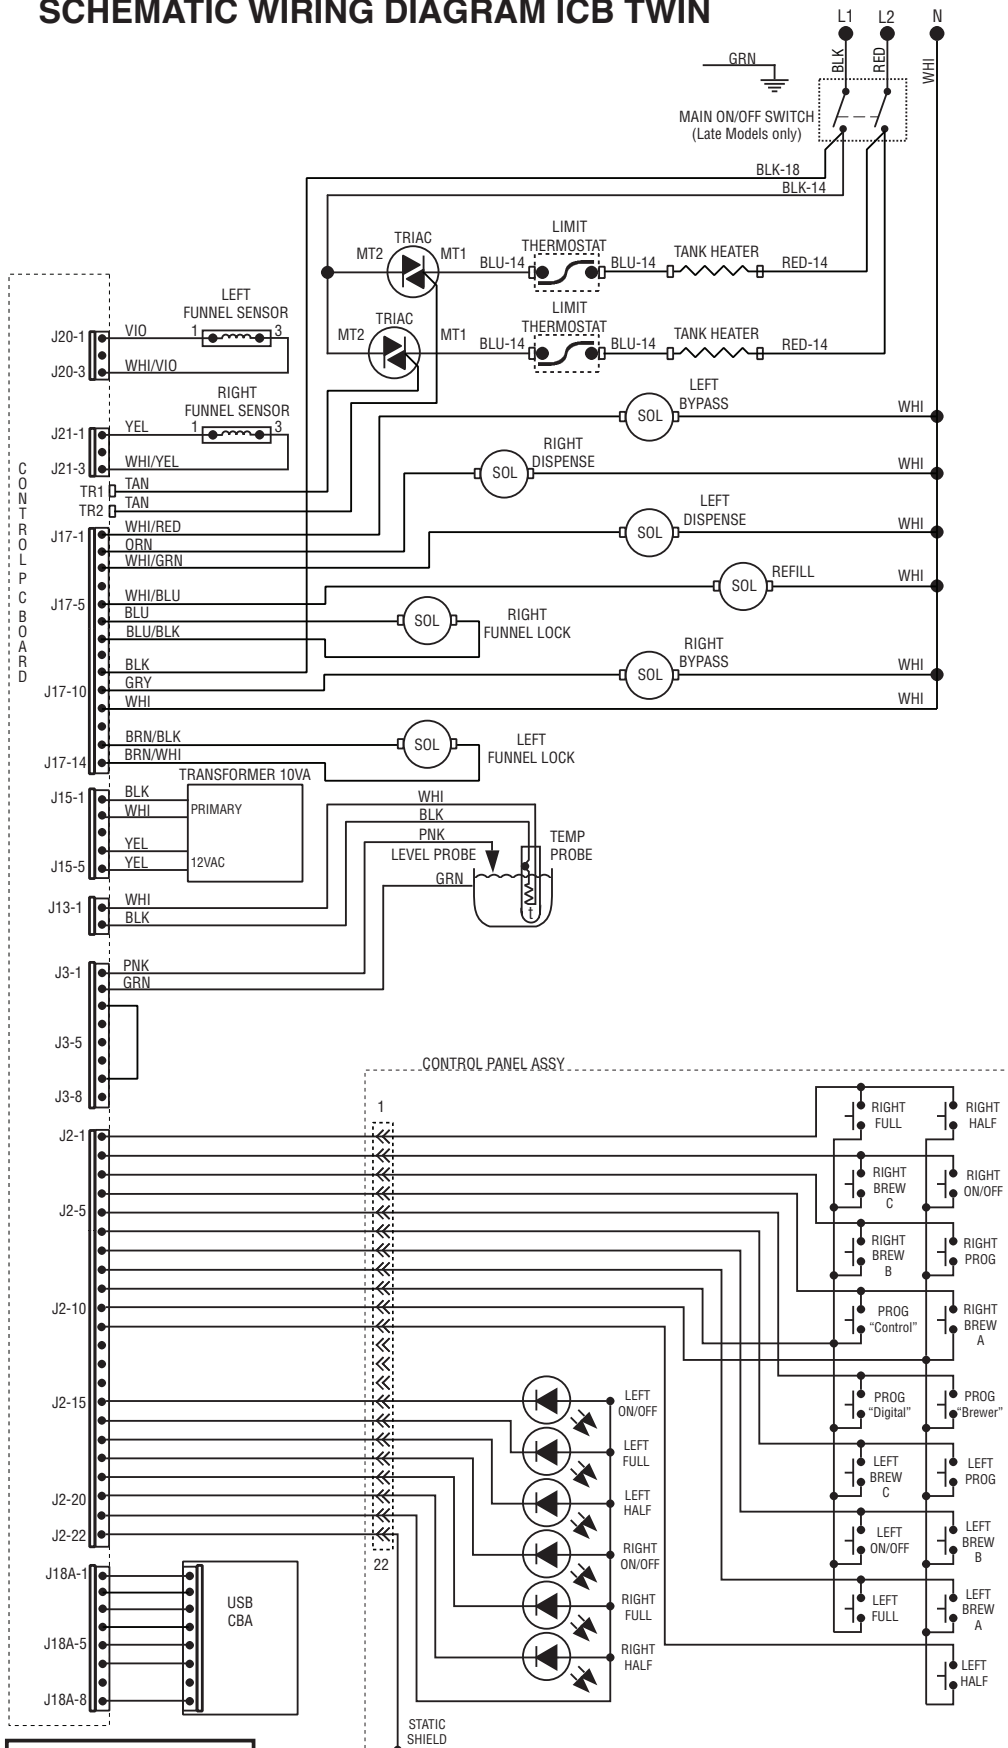 SCHEMATIC WIRING DIAGRAM ICB TWIN
L1 L2 N
BLK RED WHI
GRN
MAIN ON/OFF SWITCH
(Late Models only)
BLK-18
BLK-14
TRIAC
MT2 MT1
BLU-14
LIMIT
THERMOSTAT
BLU-14
TANK HEATER
RED-14
TRIAC
MT2 MT1
BLU-14
LIMIT
THERMOSTAT
BLU-14
TANK HEATER
RED-14
CONTROL PC BOARD
LEFT
FUNNEL SENSOR
J20-1 VIO 1 3
J20-3 WHI/VIO
RIGHT
FUNNEL SENSOR
J21-1 YEL 1 3
J21-3 WHI/YEL
TR1 TAN
TR2 TAN
J17-1 WHI/RED
ORN
WHI/GRN
J17-5 WHI/BLU
BLU
BLU/BLK
BLK
J17-10 GRY
WHI
BRN/BLK
J17-14 BRN/WHI
SOL LEFT
BYPASS
WHI
SOL RIGHT
DISPENSE
WHI
SOL LEFT
DISPENSE
WHI
SOL REFILL
WHI
SOL RIGHT
FUNNEL LOCK
SOL RIGHT
BYPASS
WHI
WHI
SOL LEFT
FUNNEL LOCK
TRANSFORMER 10VA
J15-1 BLK
WHI PRIMARY
YEL
J15-5 YEL 12VAC
WHI
BLK
PNK
LEVEL PROBE
GRN
TEMP
PROBE
t
J13-1 WHI
BLK
J3-1 PNK
GRN
J3-5
J3-8
CONTROL PANEL ASSY
1
J2-1
J2-5
J2-10
J2-15
J2-20
J2-22
22
RIGHT
FULL
RIGHT
HALF
RIGHT
BREW
C
RIGHT
ON/OFF
RIGHT
BREW
B
RIGHT
PROG
PROG
“Control”
RIGHT
BREW
A
PROG
“Digital”
PROG
“Brewer”
LEFT
BREW
C
LEFT
PROG
LEFT
ON/OFF
LEFT
BREW
B
LEFT
FULL
LEFT
BREW
A
LEFT
HALF
LEFT
ON/OFF
LEFT
FULL
LEFT
HALF
RIGHT
ON/OFF
RIGHT
FULL
RIGHT
HALF
J18A-1
J18A-5
J18A-8
USB
CBA
STATIC
SHIELD